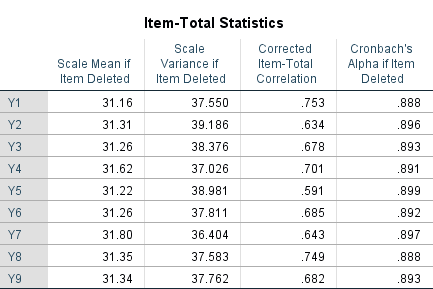 Item-Total Statistics
Scale Mean if Item Deleted Scale Variance if Item Deleted Corrected Item-Total Correlation Cronbach's Alpha if Item Deleted
Y1 31.16 37.550 .753 .888
Y2 31.31 39.186 .634 .896
Y3 31.26 38.376 .678 .893
Y4 31.62 37.026 .701 .891
Y5 31.22 38.981 .591 .899
Y6 31.26 37.811 .685 .892
Y7 31.80 36.404 .643 .897
Y8 31.35 37.583 .749 .888
Y9 31.34 37.762 .682 .893